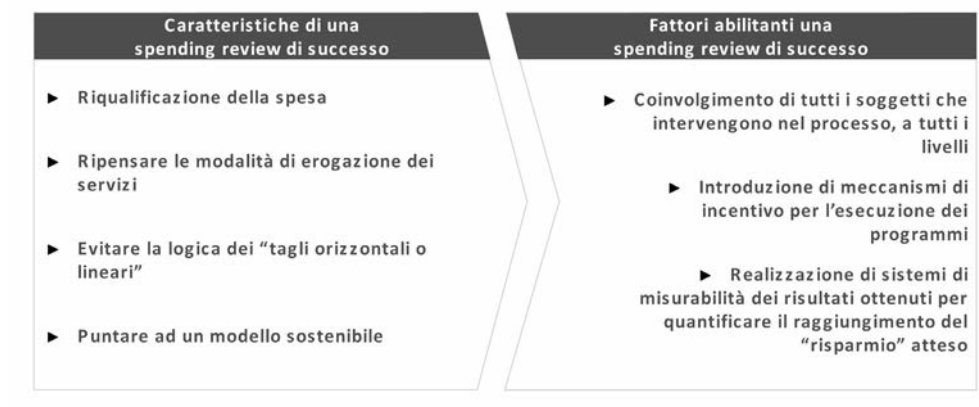 Caratteristiche di una
spending review di successo
► Riqualificazione della spesa
► Ripensare le modalità di erogazione dei
servizi
► Evitare la logica dei “tagli orizzontali o
lineari”
► Puntare ad un modello sostenibile
Fattori abilitanti una
spending review di successo
► Coinvolgimento di tutti i soggetti che
intervengono nel processo, a tutti i
livelli
► Introduzione di meccanismi di
incentivo per l’esecuzione dei
programmi
► Realizzazione di sistemi di
misurabilità dei risultati ottenuti per
quantificare il raggiungimento del
“risparmio” atteso